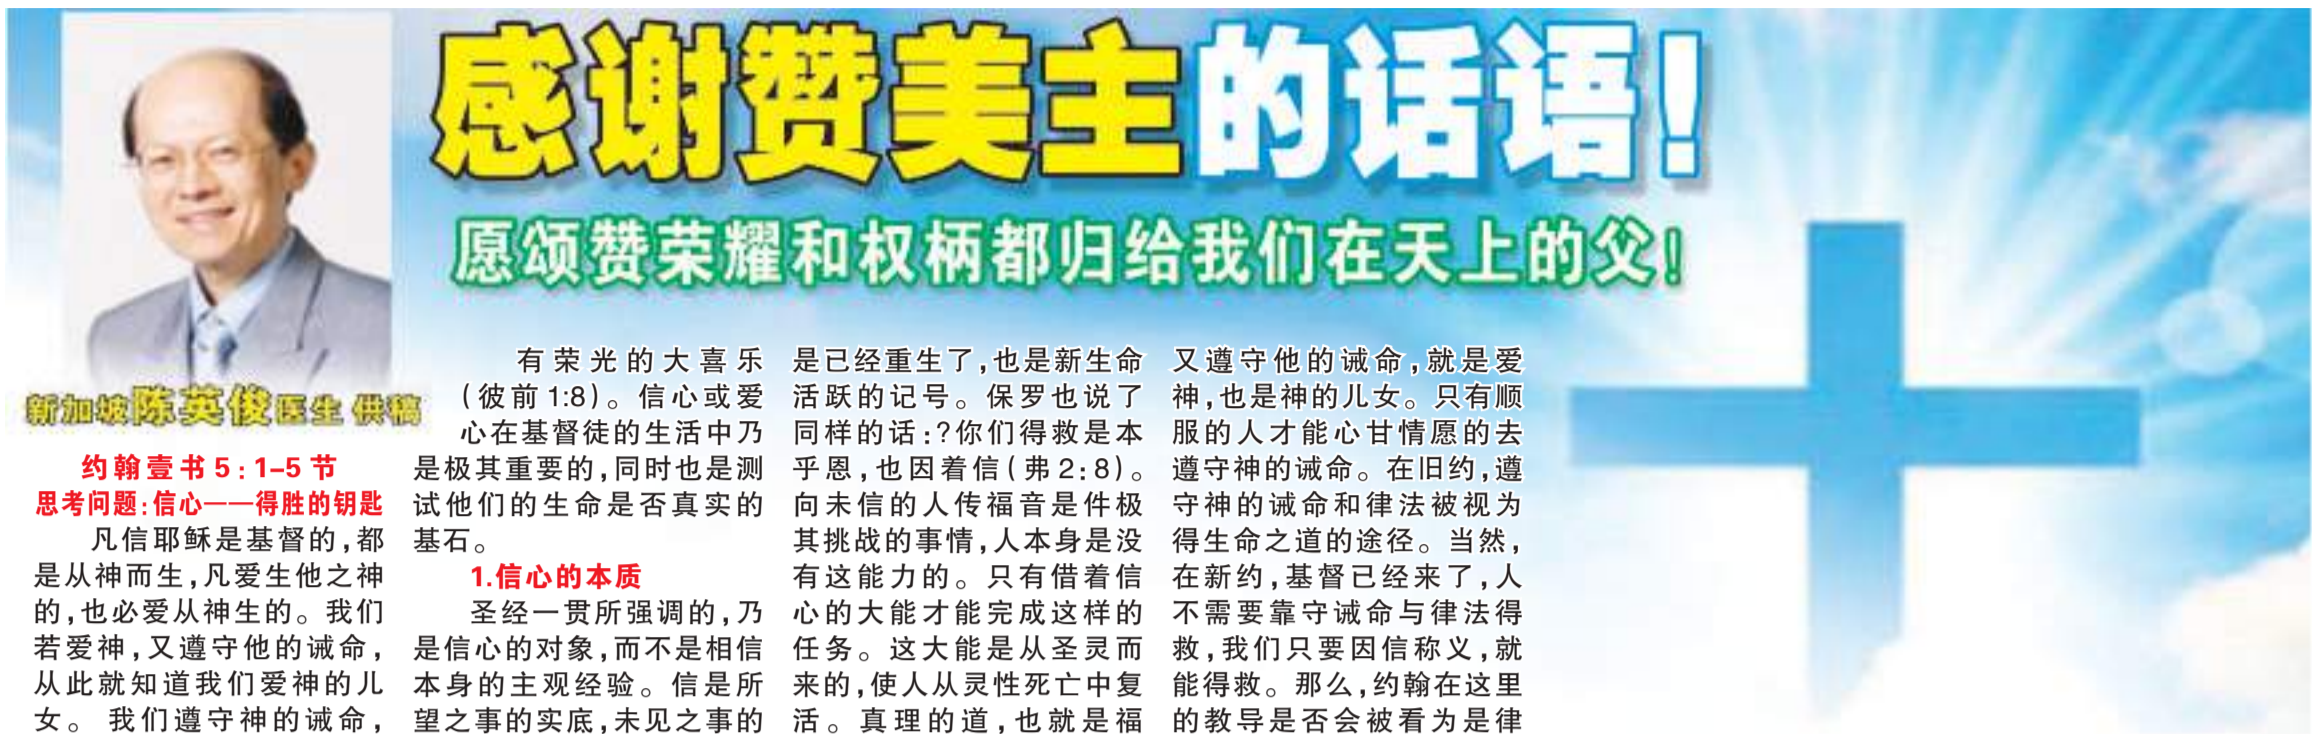 感谢赞美主的话语!
愿颂赞荣耀和权柄都归给我们在天上的父!
新加坡陈英俊医生 供稿
约翰壹书5:1-5节
思考问题:信心——得胜的钥匙
凡信耶稣是基督的,都
是从神而生,凡爱生他之神
的,也必爱从神生的。我们
若爱神,又遵守他的诫命,
从此就知道我们爱神的儿
女。 我们遵守神的诫命,
有荣光的大喜乐
(彼前1:8)。信心或爱
心在基督徒的生活中乃
是极其重要的,同时也是测
试他们的生命是否真实的
基石。
1.信心的本质
圣经一贯所强调的,乃
是信心的对象,而不是相信
本身的主观经验。信是所
望之事的实底,未见之事的
是已经重生了,也是新生命
活跃的记号。保罗也说了
同样的话:?你们得救是本
乎恩,也因着信(弗2:8)。
向未信的人传福音是件极
其挑战的事情,人本身是没
有这能力的。只有借着信
心的大能才能完成这样的
任务。这大能是从圣灵而
来的,使人从灵性死亡中复
活。真理的道,也就是福
又遵守他的诫命,就是爱
神,也是神的儿女。只有顺
服的人才能心甘情愿的去
遵守神的诫命。在旧约,遵
守神的诫命和律法被视为
得生命之道的途径。当然,
在新约,基督已经来了,人
不需要靠守诫命与律法得
救,我们只要因信称义,就
能得救。那么,约翰在这里
的教导是否会被看为是律